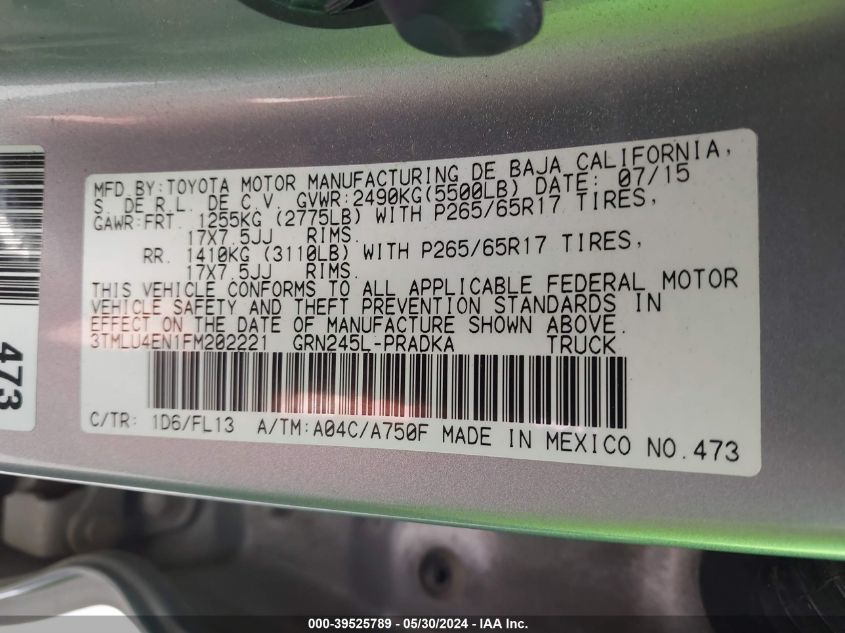 MFD BY:TOYOTA MOTOR MANUFACTURING DE BAJA CALIFORNIA,
S. DE R.L. DE C.V. GVWR:2490KG(5500LB) DATE: 07/15
GAWR:FRT. 1255KG (2775LB) WITH P265/65R17 TIRES,
17X7.5JJ RIMS.
RR. 1410KG (3110LB) WITH P265/65R17 TIRES,
17X7.5JJ RIMS.
THIS VEHICLE CONFORMS TO ALL APPLICABLE FEDERAL MOTOR
VEHICLE SAFETY AND THEFT PREVENTION STANDARDS IN
EFFECT ON THE DATE OF MANUFACTURE SHOWN ABOVE.
3TMLU4EN1FM202221 GRN245L-PRADKA TRUCK
C/TR: 1D6/FL13 A/TM:A04C/A750F MADE IN MEXICO NO.473
473
000-39525789 - 05/30/2024 - IAA Inc.